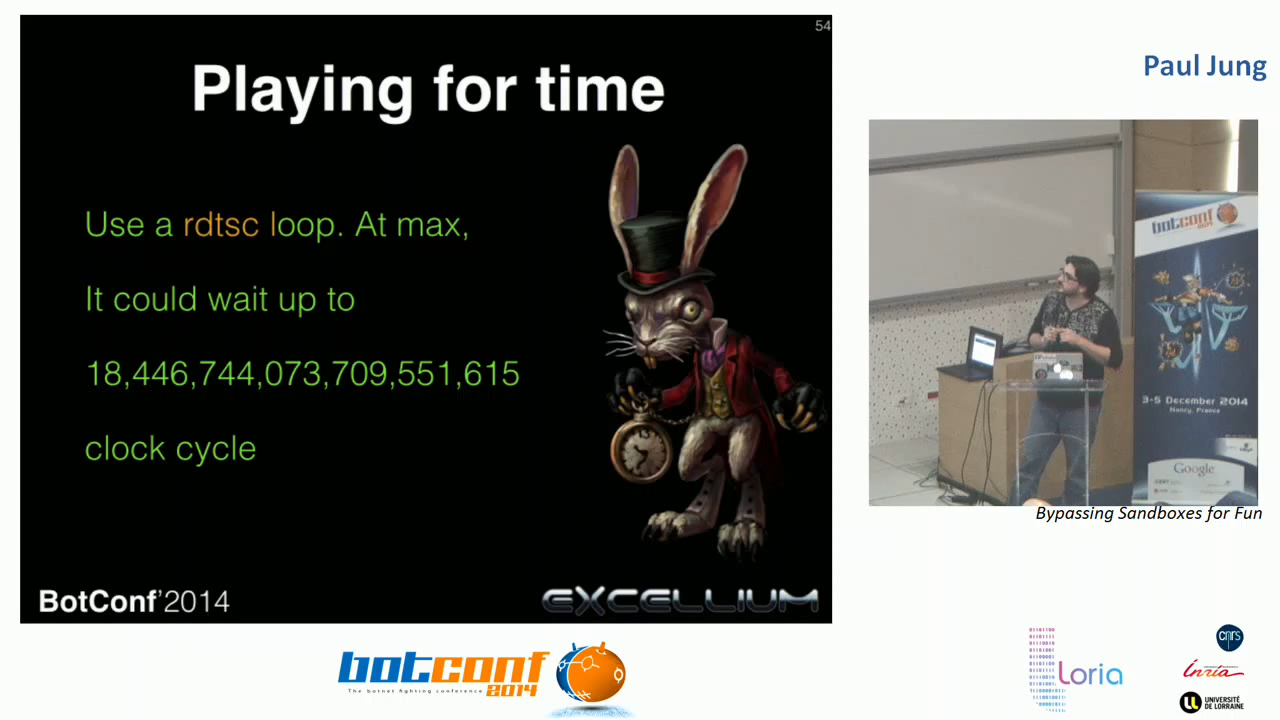 54
Playing for time
Use a rdtsc loop. At max,
It could wait up to
18,446,744,073,709,551,615
clock cycle
BotConf'2014
EXCELLIUM
Paul Jung
botconf
2014
3-5 December 2014
Nancy, France
Google
Bypassing Sandboxes for Fun
botconf
The botnet fighting conference 2014
Loria
cnrs
Inria
UNIVERSITÉ
DE LORRAINE